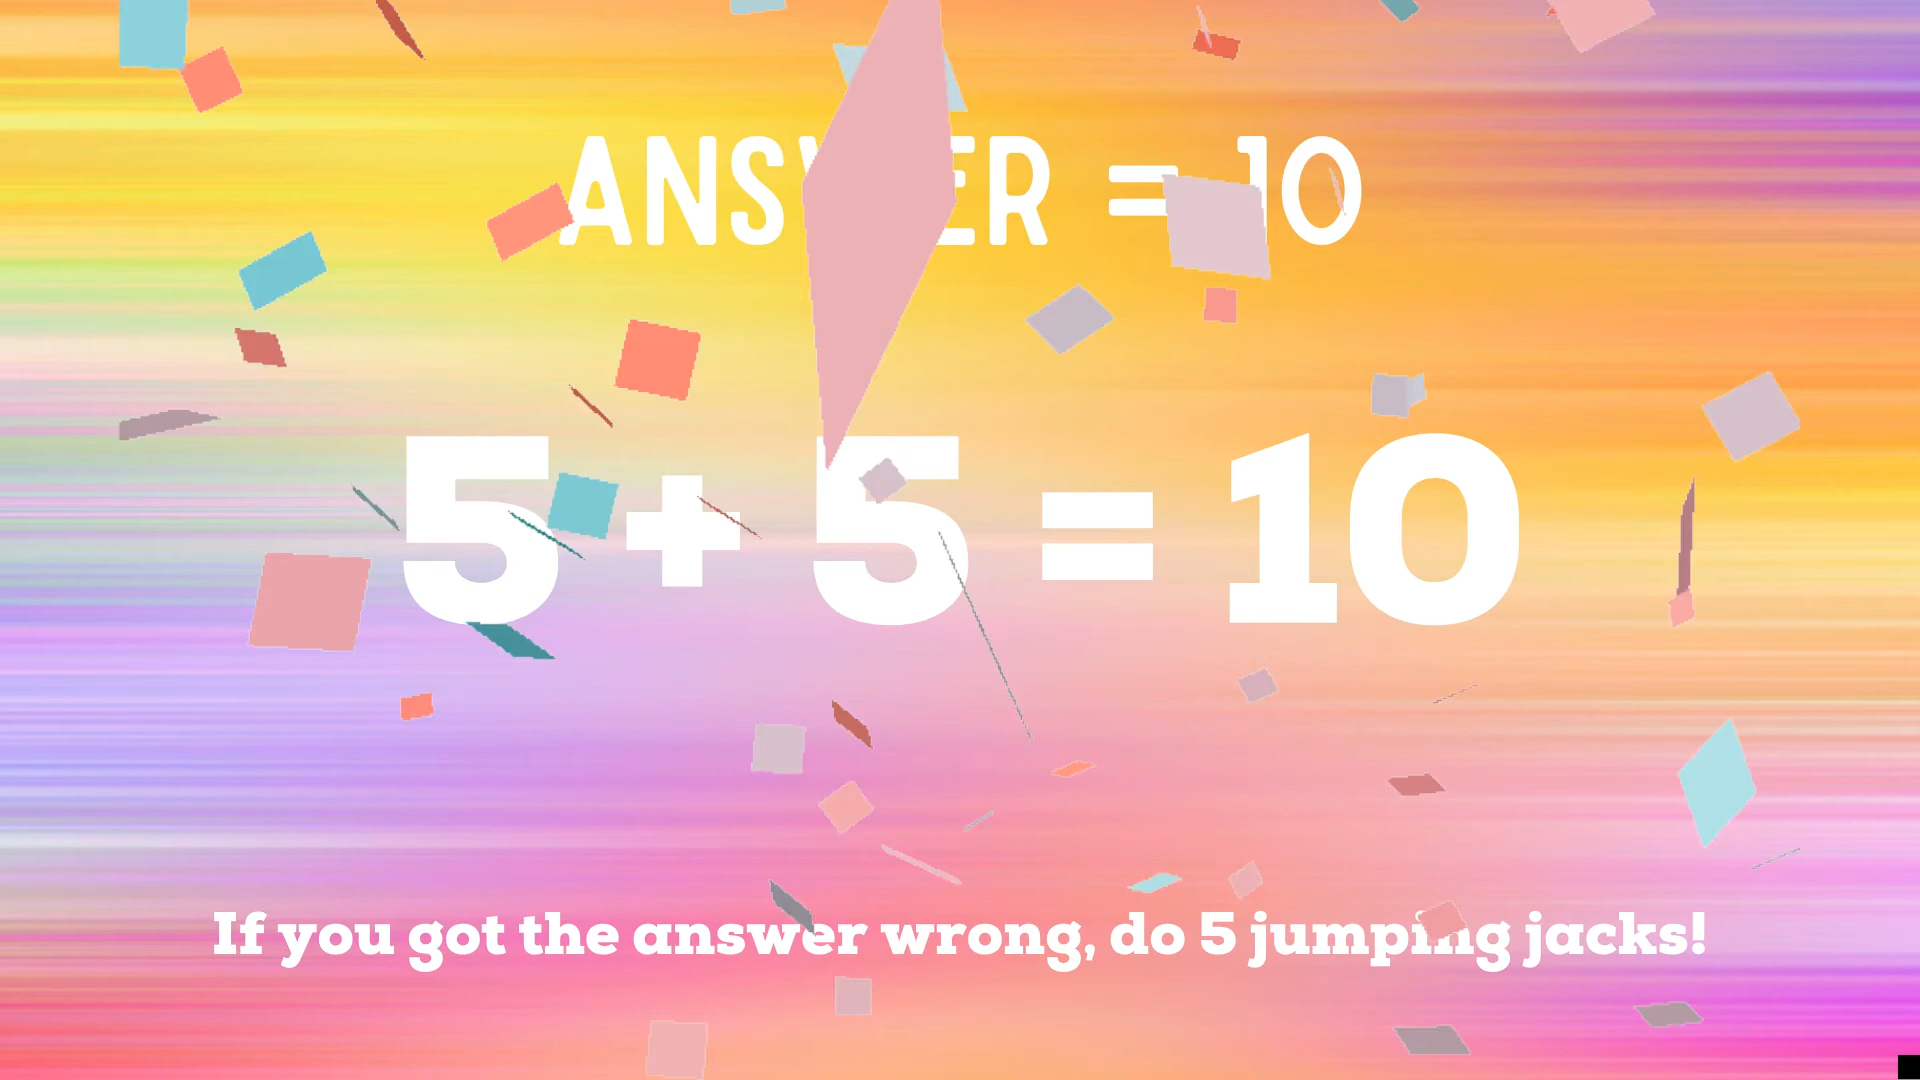 ANSWER = 10
5 + 5 = 10
If you got the answer wrong, do 5 jumping jacks!